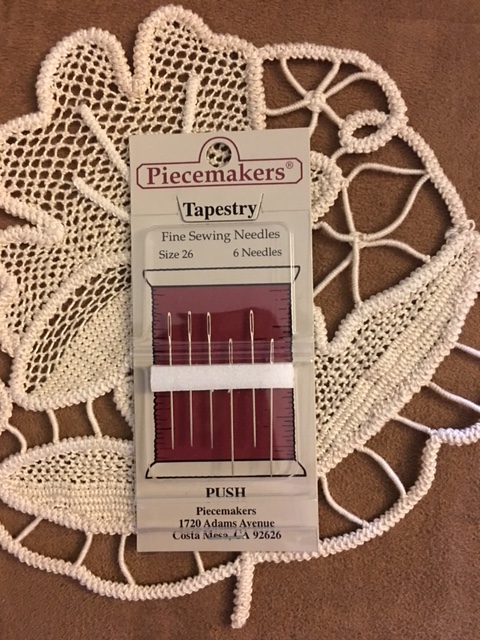 Piecemakers®
Tapestry
Fine Sewing Needles
Size 26 6 Needles
PUSH
Piecemakers
1720 Adams Avenue
Costa Mesa, CA 92626